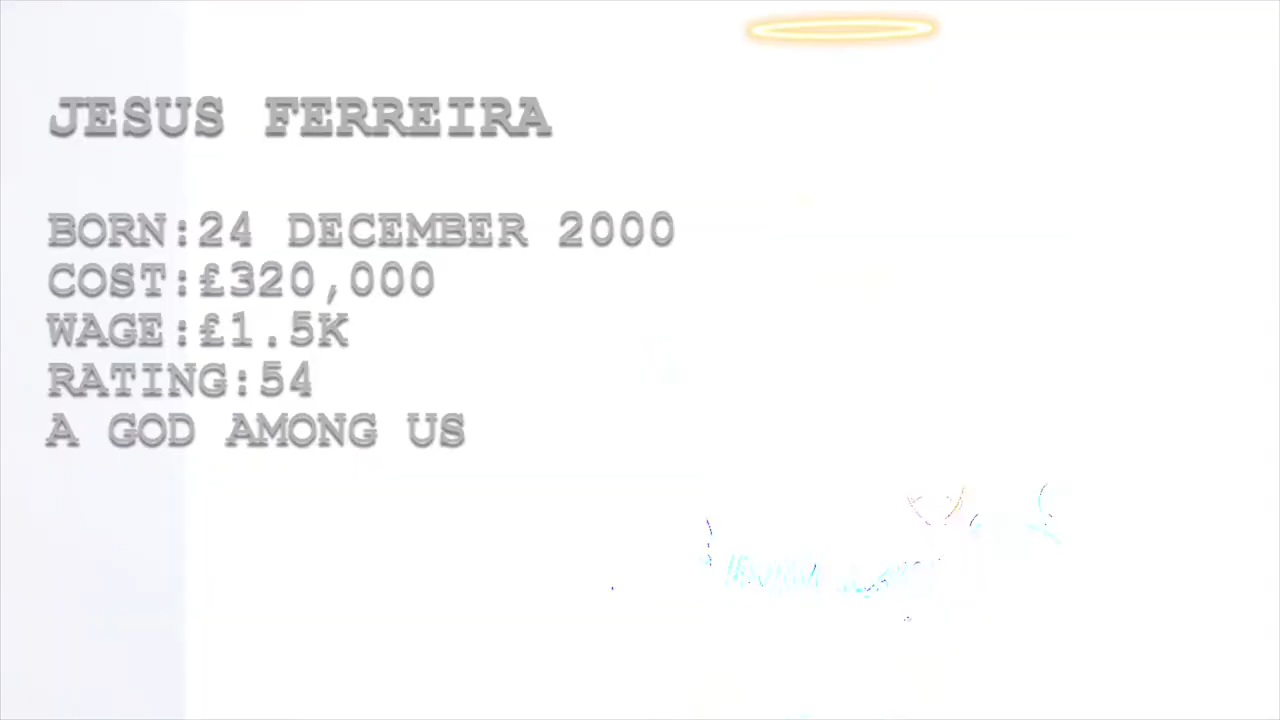 JESUS FERREIRA
BORN:24 DECEMBER 2000
COST:£320,000
WAGE:£1.5K
RATING:54
A GOD AMONG US